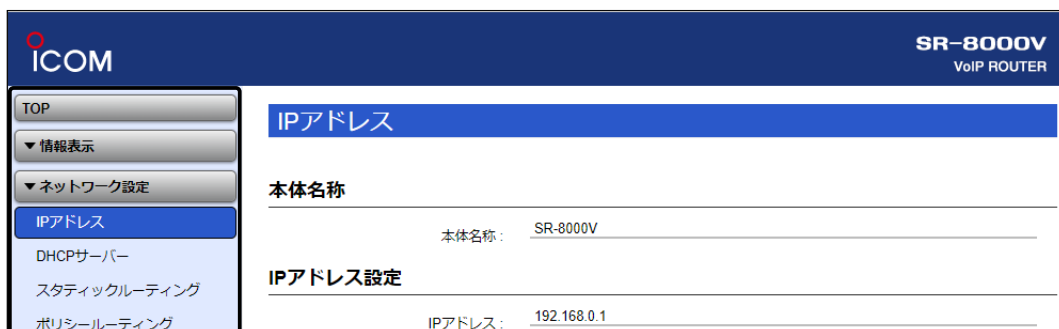 ICOM
SR-8000V
VoIP ROUTER
TOP
▼情報表示
▼ネットワーク設定
IPアドレス
DHCPサーバー
スタティックルーティング
ポリシールーティング
IPアドレス
本体名称
本体名称 : SR-8000V
IPアドレス設定
IPアドレス : 192.168.0.1